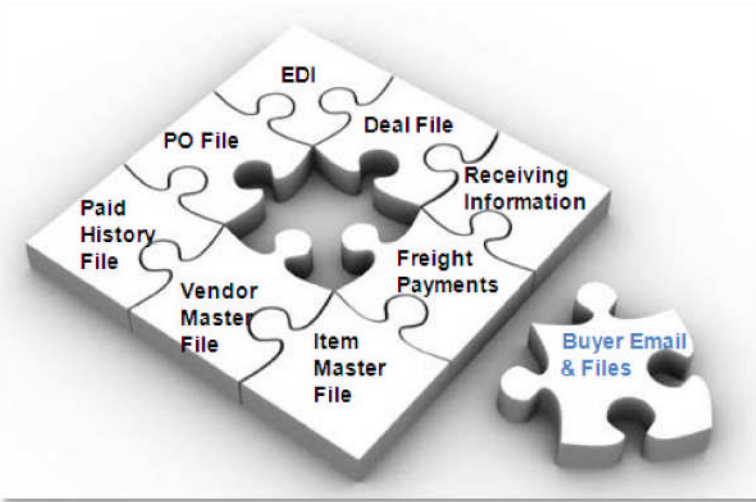 EDI
Deal File
PO File
Receiving
Information
Paid
History
File
Freight
Payments
Vendor
Master
File
Item
Master
File
Buyer Email
& Files